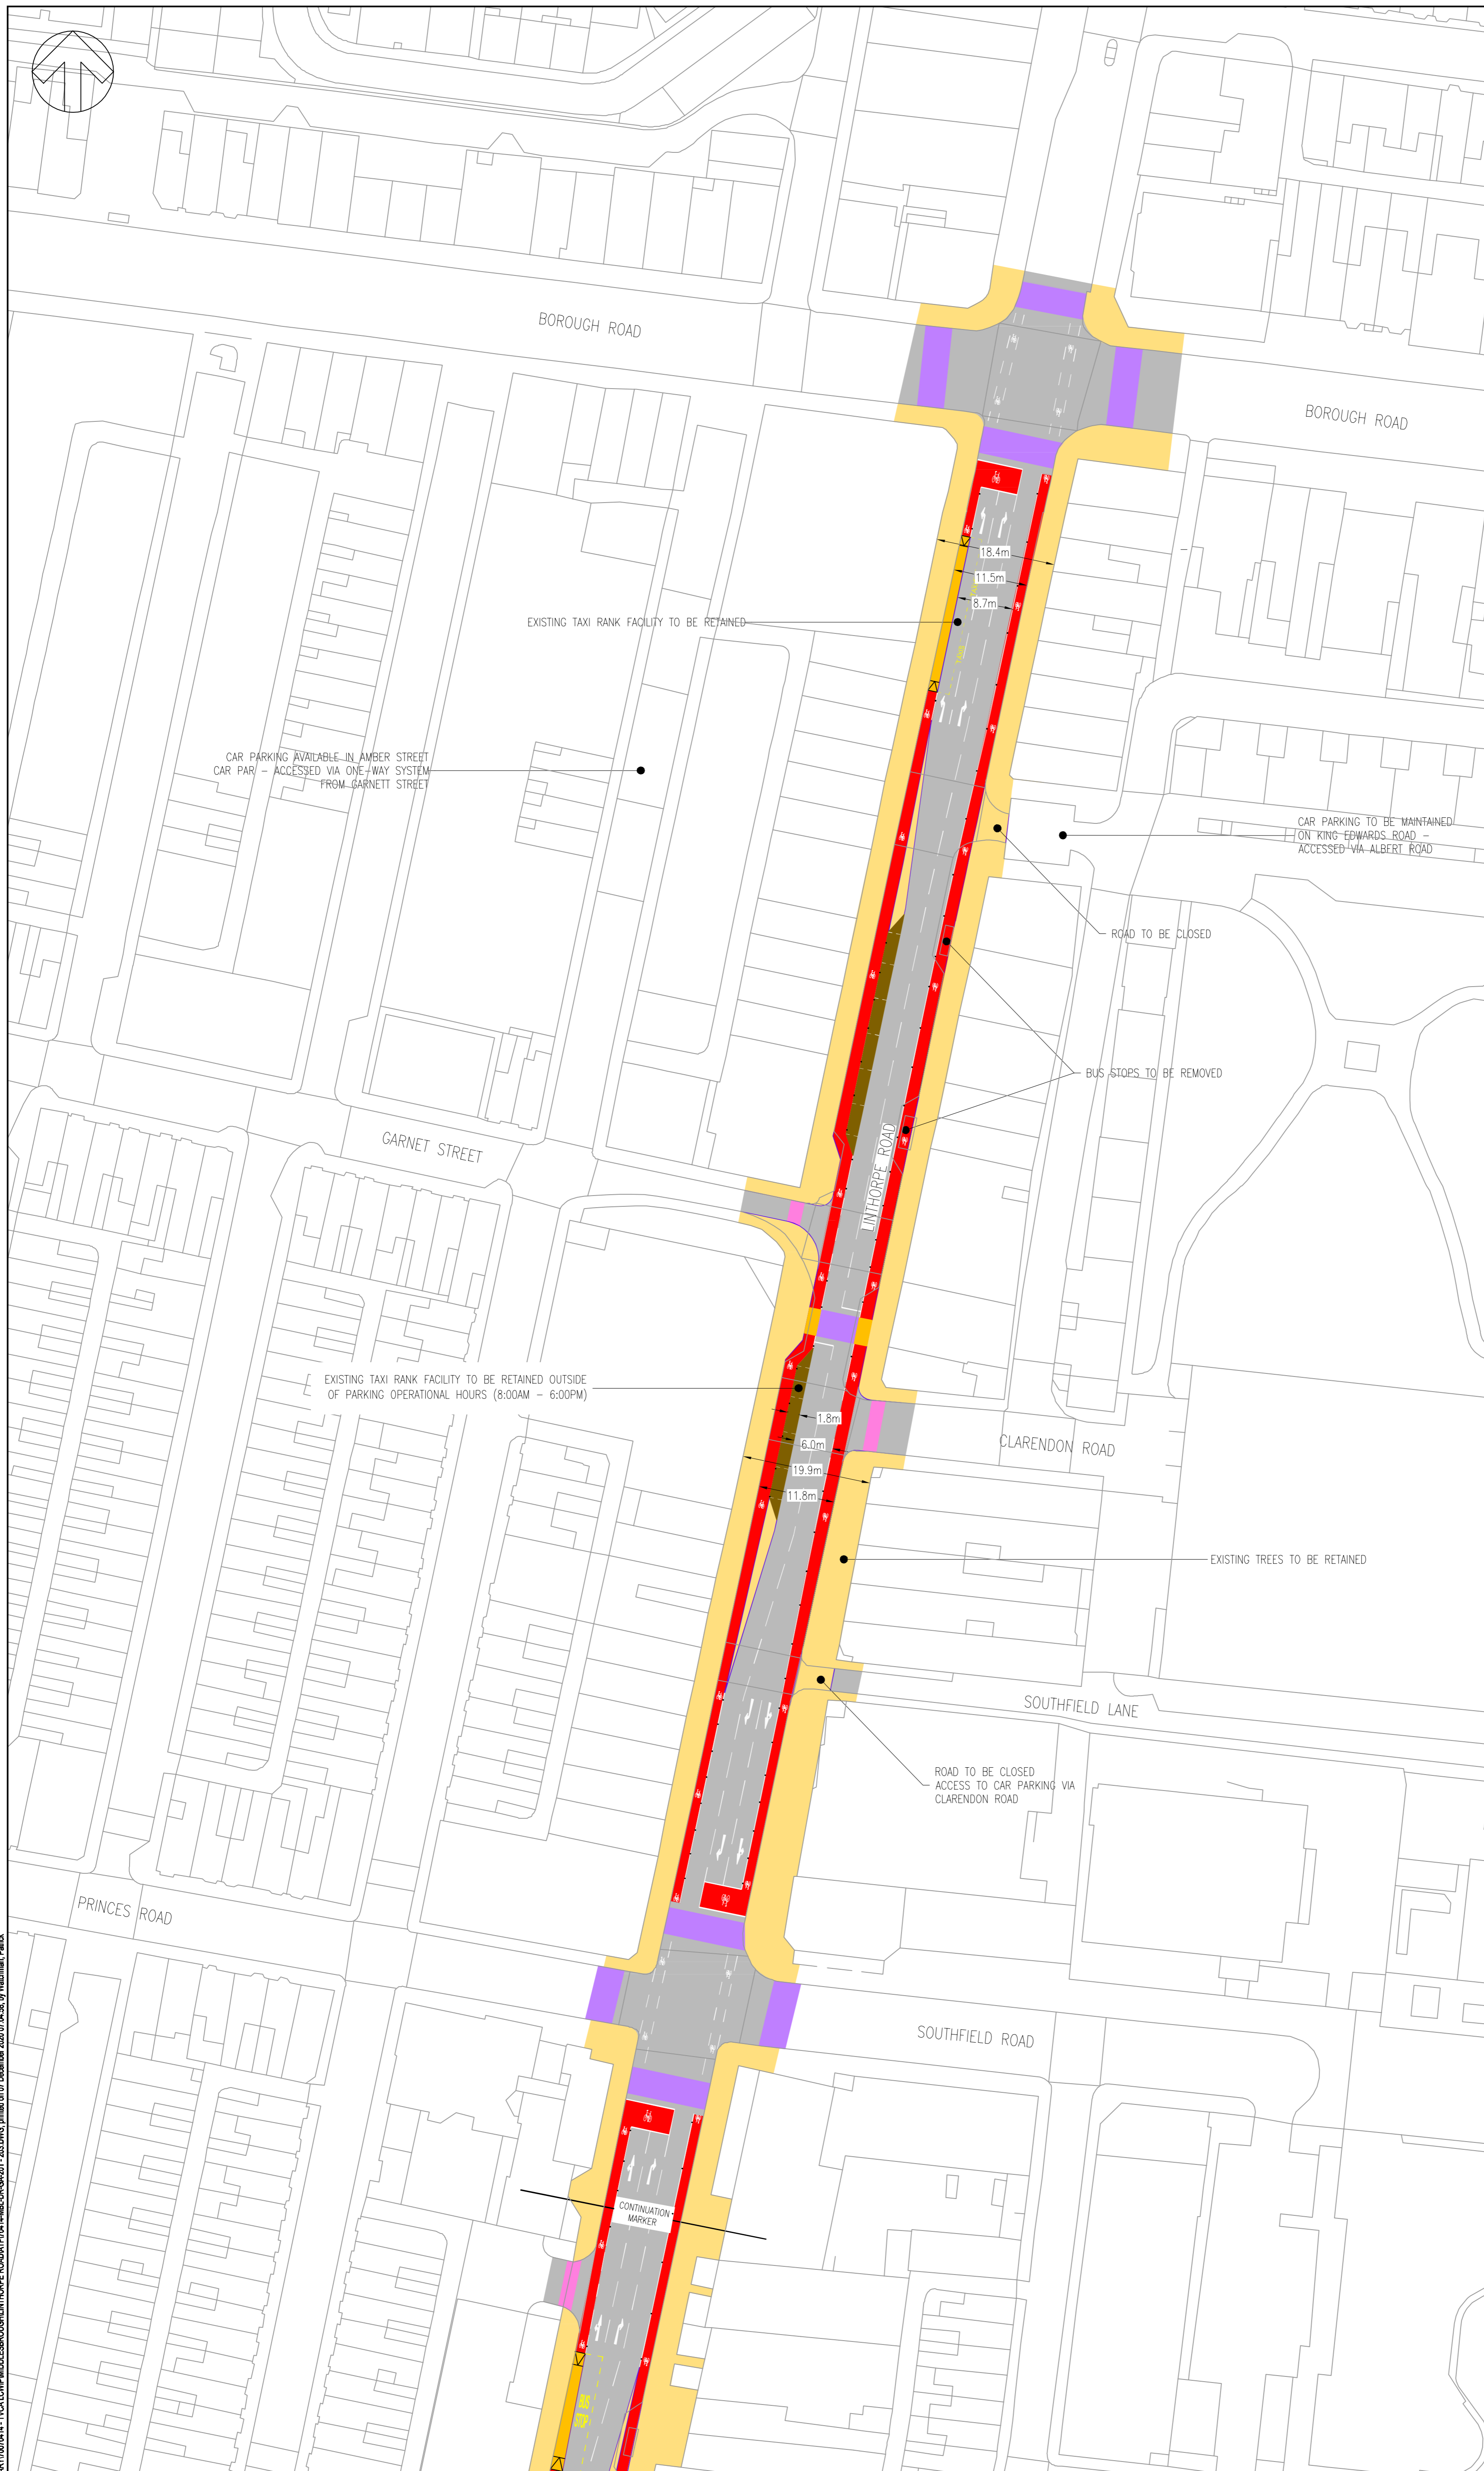 BOROUGH ROAD
BOROUGH ROAD
18.4m
11.5m
8.7m
EXISTING TAXI RANK FACILITY TO BE RETAINED
TAXIS
CAR PARKING AVAILABLE IN AMBER STREET
CAR PAR - ACCESSED VIA ONE-WAY SYSTEM
FROM GARNETT STREET
CAR PARKING TO BE MAINTAINED
ON KING EDWARDS ROAD -
ACCESSED VIA ALBERT ROAD
ROAD TO BE CLOSED
BUS STOPS TO BE REMOVED
LINTHORPE ROAD
GARNET STREET
EXISTING TAXI RANK FACILITY TO BE RETAINED OUTSIDE
OF PARKING OPERATIONAL HOURS (8:00AM - 6:00PM)
1.8m
6.0m
19.9m
11.8m
CLARENDON ROAD
EXISTING TREES TO BE RETAINED
SOUTHFIELD LANE
ROAD TO BE CLOSED
ACCESS TO CAR PARKING VIA
CLARENDON ROAD
PRINCES ROAD
SOUTHFIELD ROAD
CONTINUATION
MARKER
BUS
STOP